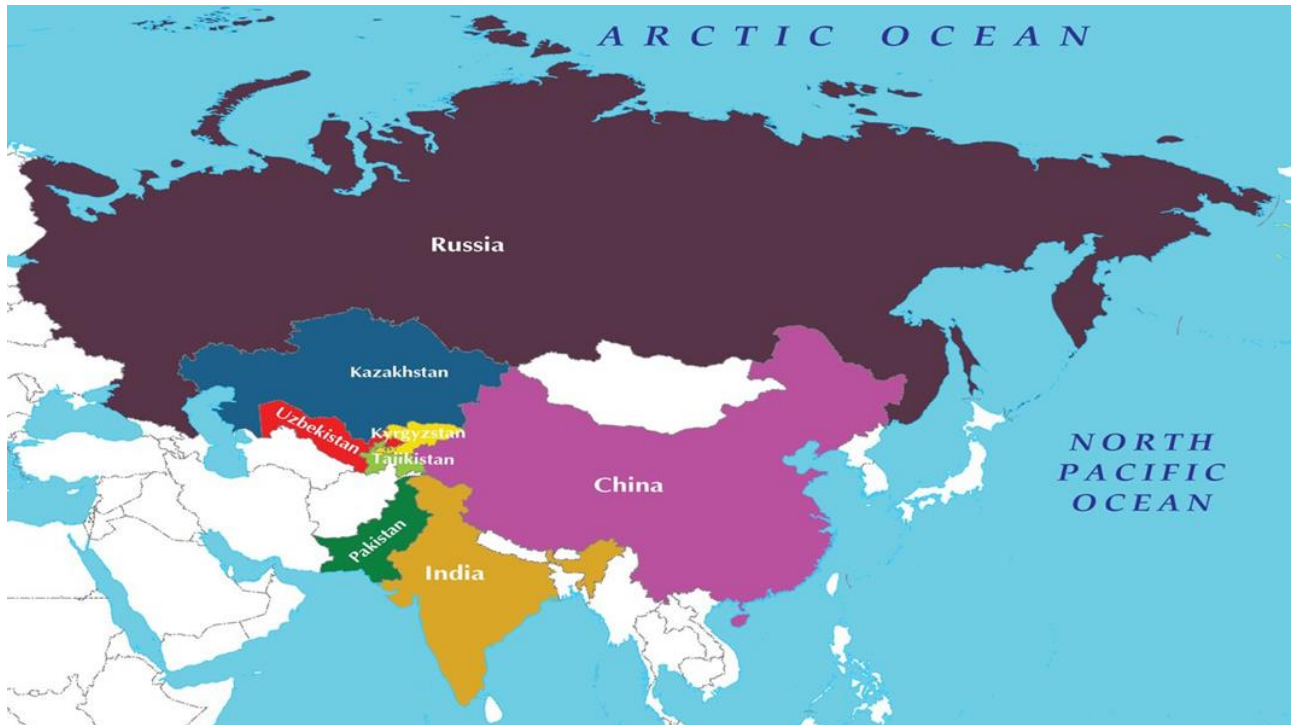 ARCTIC OCEAN
Russia
Kazakhstan
Uzbekistan
Kyrgyzstan
Tajikistan
NORTH
PACIFIC
OCEAN
China
Pakistan
India